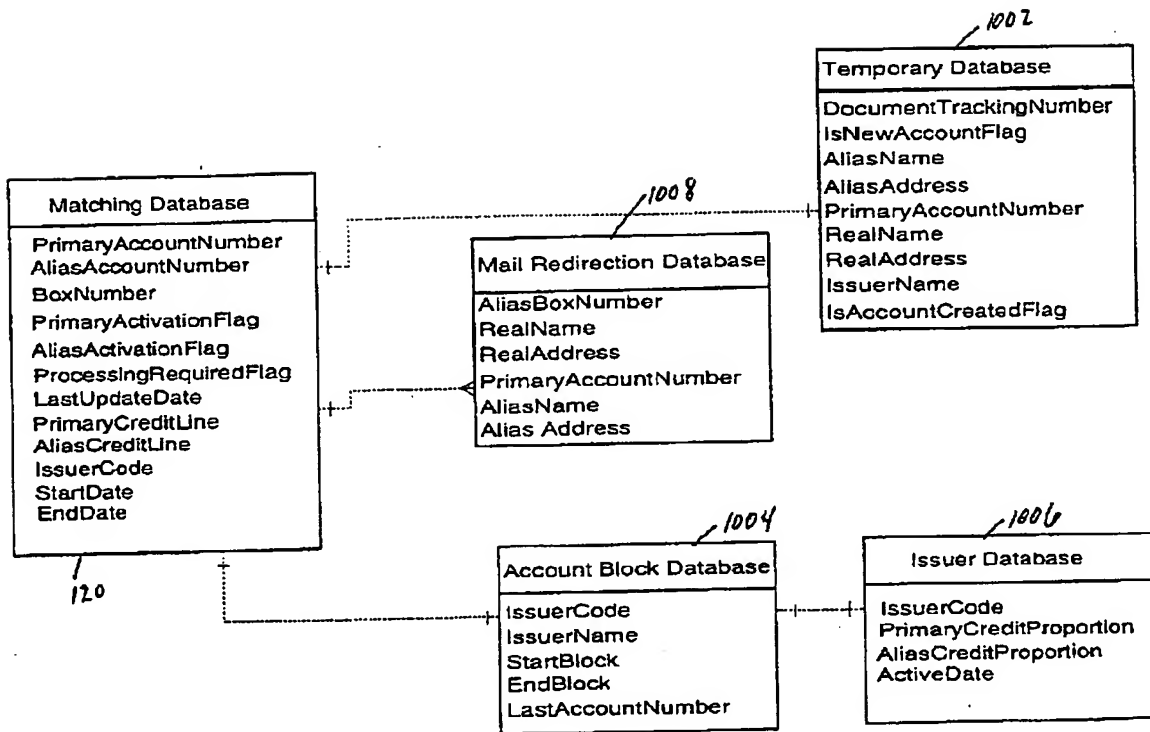 1002
Temporary Database
DocumentTrackingNumber
IsNewAccountFlag
AliasName
AliasAddress
PrimaryAccountNumber
RealName
RealAddress
IssuerName
IsAccountCreatedFlag
Matching Database
PrimaryAccountNumber
AliasAccountNumber
BoxNumber
PrimaryActivationFlag
AliasActivationFlag
ProcessingRequiredFlag
LastUpdateDate
PrimaryCreditLine
AliasCreditLine
IssuerCode
StartDate
EndDate
120
1008
Mail Redirection Database
AliasBoxNumber
RealName
RealAddress
PrimaryAccountNumber
AliasName
Alias Address
1004
Account Block Database
IssuerCode
IssuerName
StartBlock
EndBlock
LastAccountNumber
1006
Issuer Database
IssuerCode
PrimaryCreditProportion
AliasCreditProportion
ActiveDate